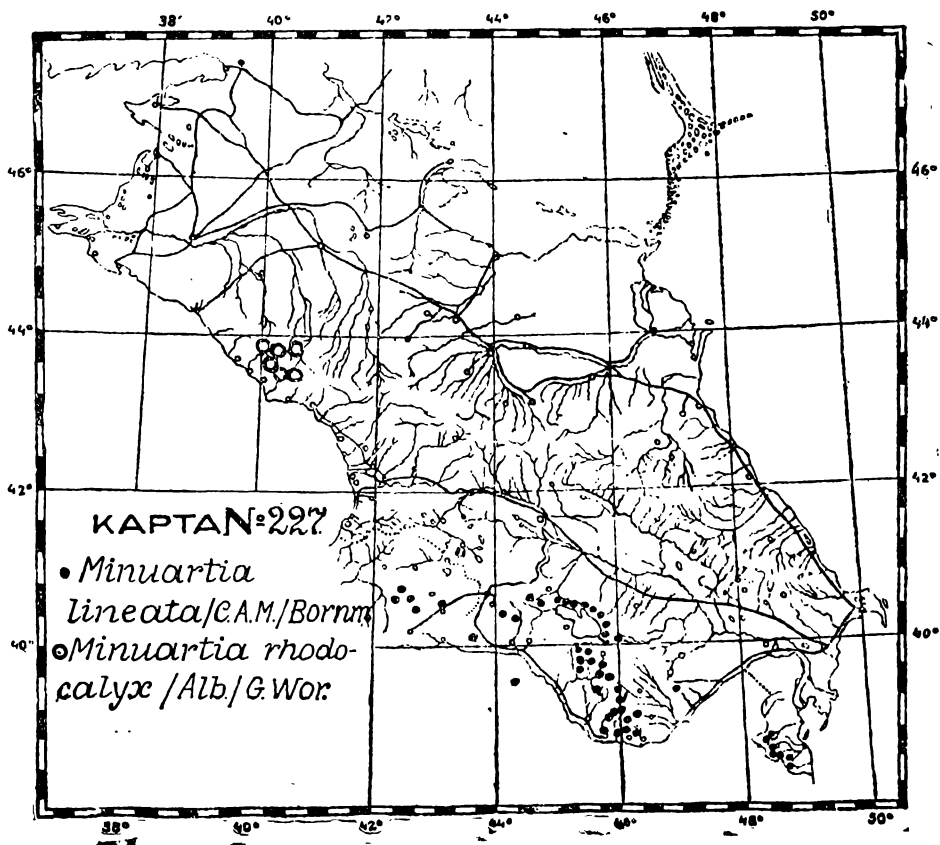 38° 40° 42° 44° 46° 48° 50°
46° 46°
44° 44°
42° 42°
КАРТА №227
Minuartia
lineata/C.A.M./Bornm.
40° 40°
Minuartia rhodo-
calyx /Alb./G.Wor.
38° 40° 42° 44° 46° 48° 50°